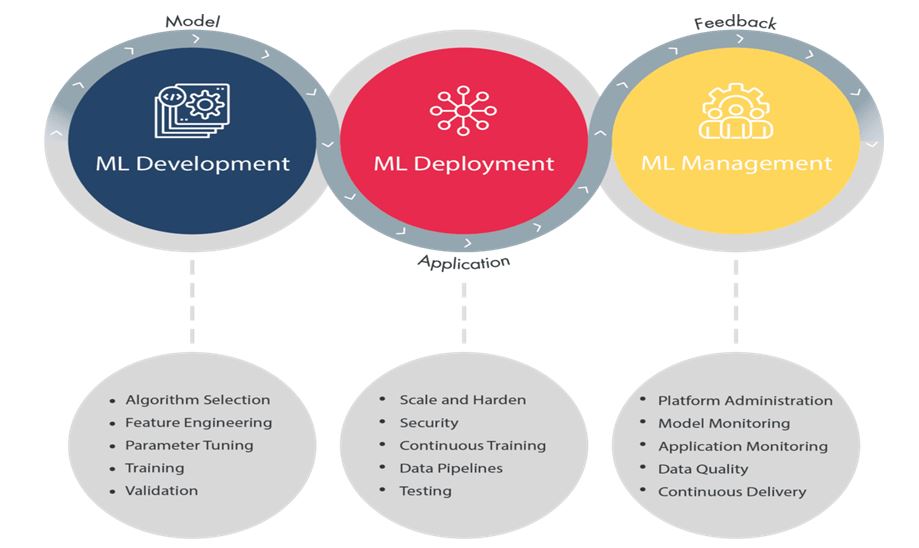 Model
Feedback
</>
ML Development
ML Deployment
ML Management
Application
• Algorithm Selection
• Feature Engineering
• Parameter Tuning
• Training
• Validation
• Scale and Harden
• Security
• Continuous Training
• Data Pipelines
• Testing
• Platform Administration
• Model Monitoring
• Application Monitoring
• Data Quality
• Continuous Delivery